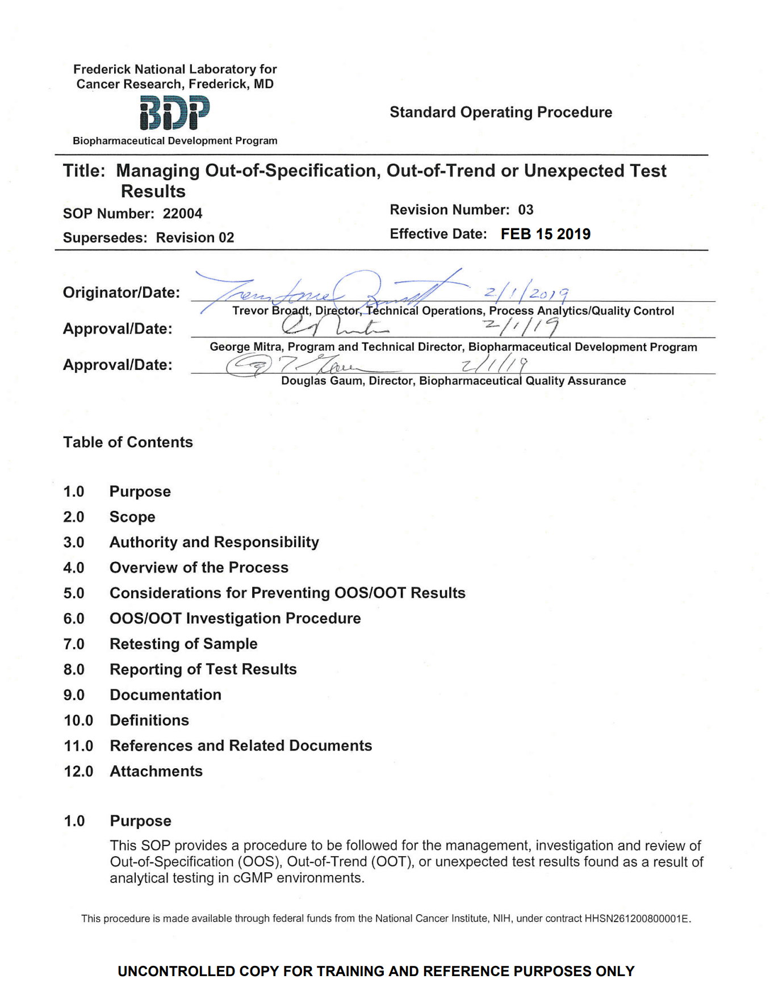 Frederick National Laboratory for
Cancer Research, Frederick, MD
BDP
Biopharmaceutical Development Program
Standard Operating Procedure
Title: Managing Out-of-Specification, Out-of-Trend or Unexpected Test
Results
SOP Number: 22004
Revision Number: 03
Supersedes: Revision 02
Effective Date: FEB 15 2019
Originator/Date: 2/1/2019
Trevor Broadt, Director, Technical Operations, Process Analytics/Quality Control
Approval/Date: 2/1/19
George Mitra, Program and Technical Director, Biopharmaceutical Development Program
Approval/Date: 2/1/19
Douglas Gaum, Director, Biopharmaceutical Quality Assurance
Table of Contents
1.0 Purpose
2.0 Scope
3.0 Authority and Responsibility
4.0 Overview of the Process
5.0 Considerations for Preventing OOS/OOT Results
6.0 OOS/OOT Investigation Procedure
7.0 Retesting of Sample
8.0 Reporting of Test Results
9.0 Documentation
10.0 Definitions
11.0 References and Related Documents
12.0 Attachments
1.0 Purpose
This SOP provides a procedure to be followed for the management, investigation and review of
Out-of-Specification (OOS), Out-of-Trend (OOT), or unexpected test results found as a result of
analytical testing in cGMP environments.
This procedure is made available through federal funds from the National Cancer Institute, NIH, under contract HHSN261200800001E.
UNCONTROLLED COPY FOR TRAINING AND REFERENCE PURPOSES ONLY